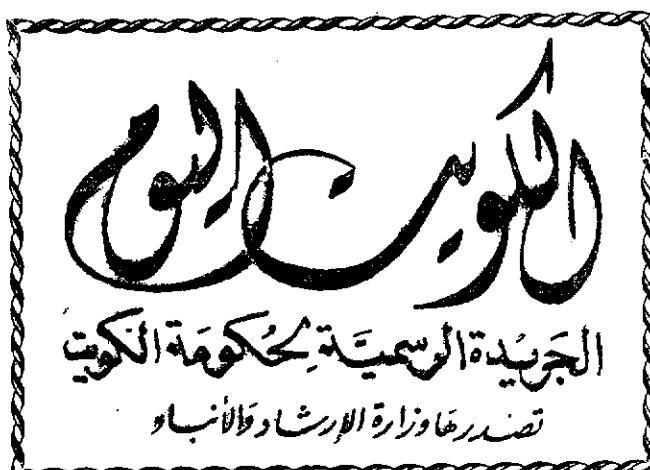 الكويت اليوم
الجريدة الرسمية لحكومة الكويت
تصدرها وزارة الإرشاد والأنباء